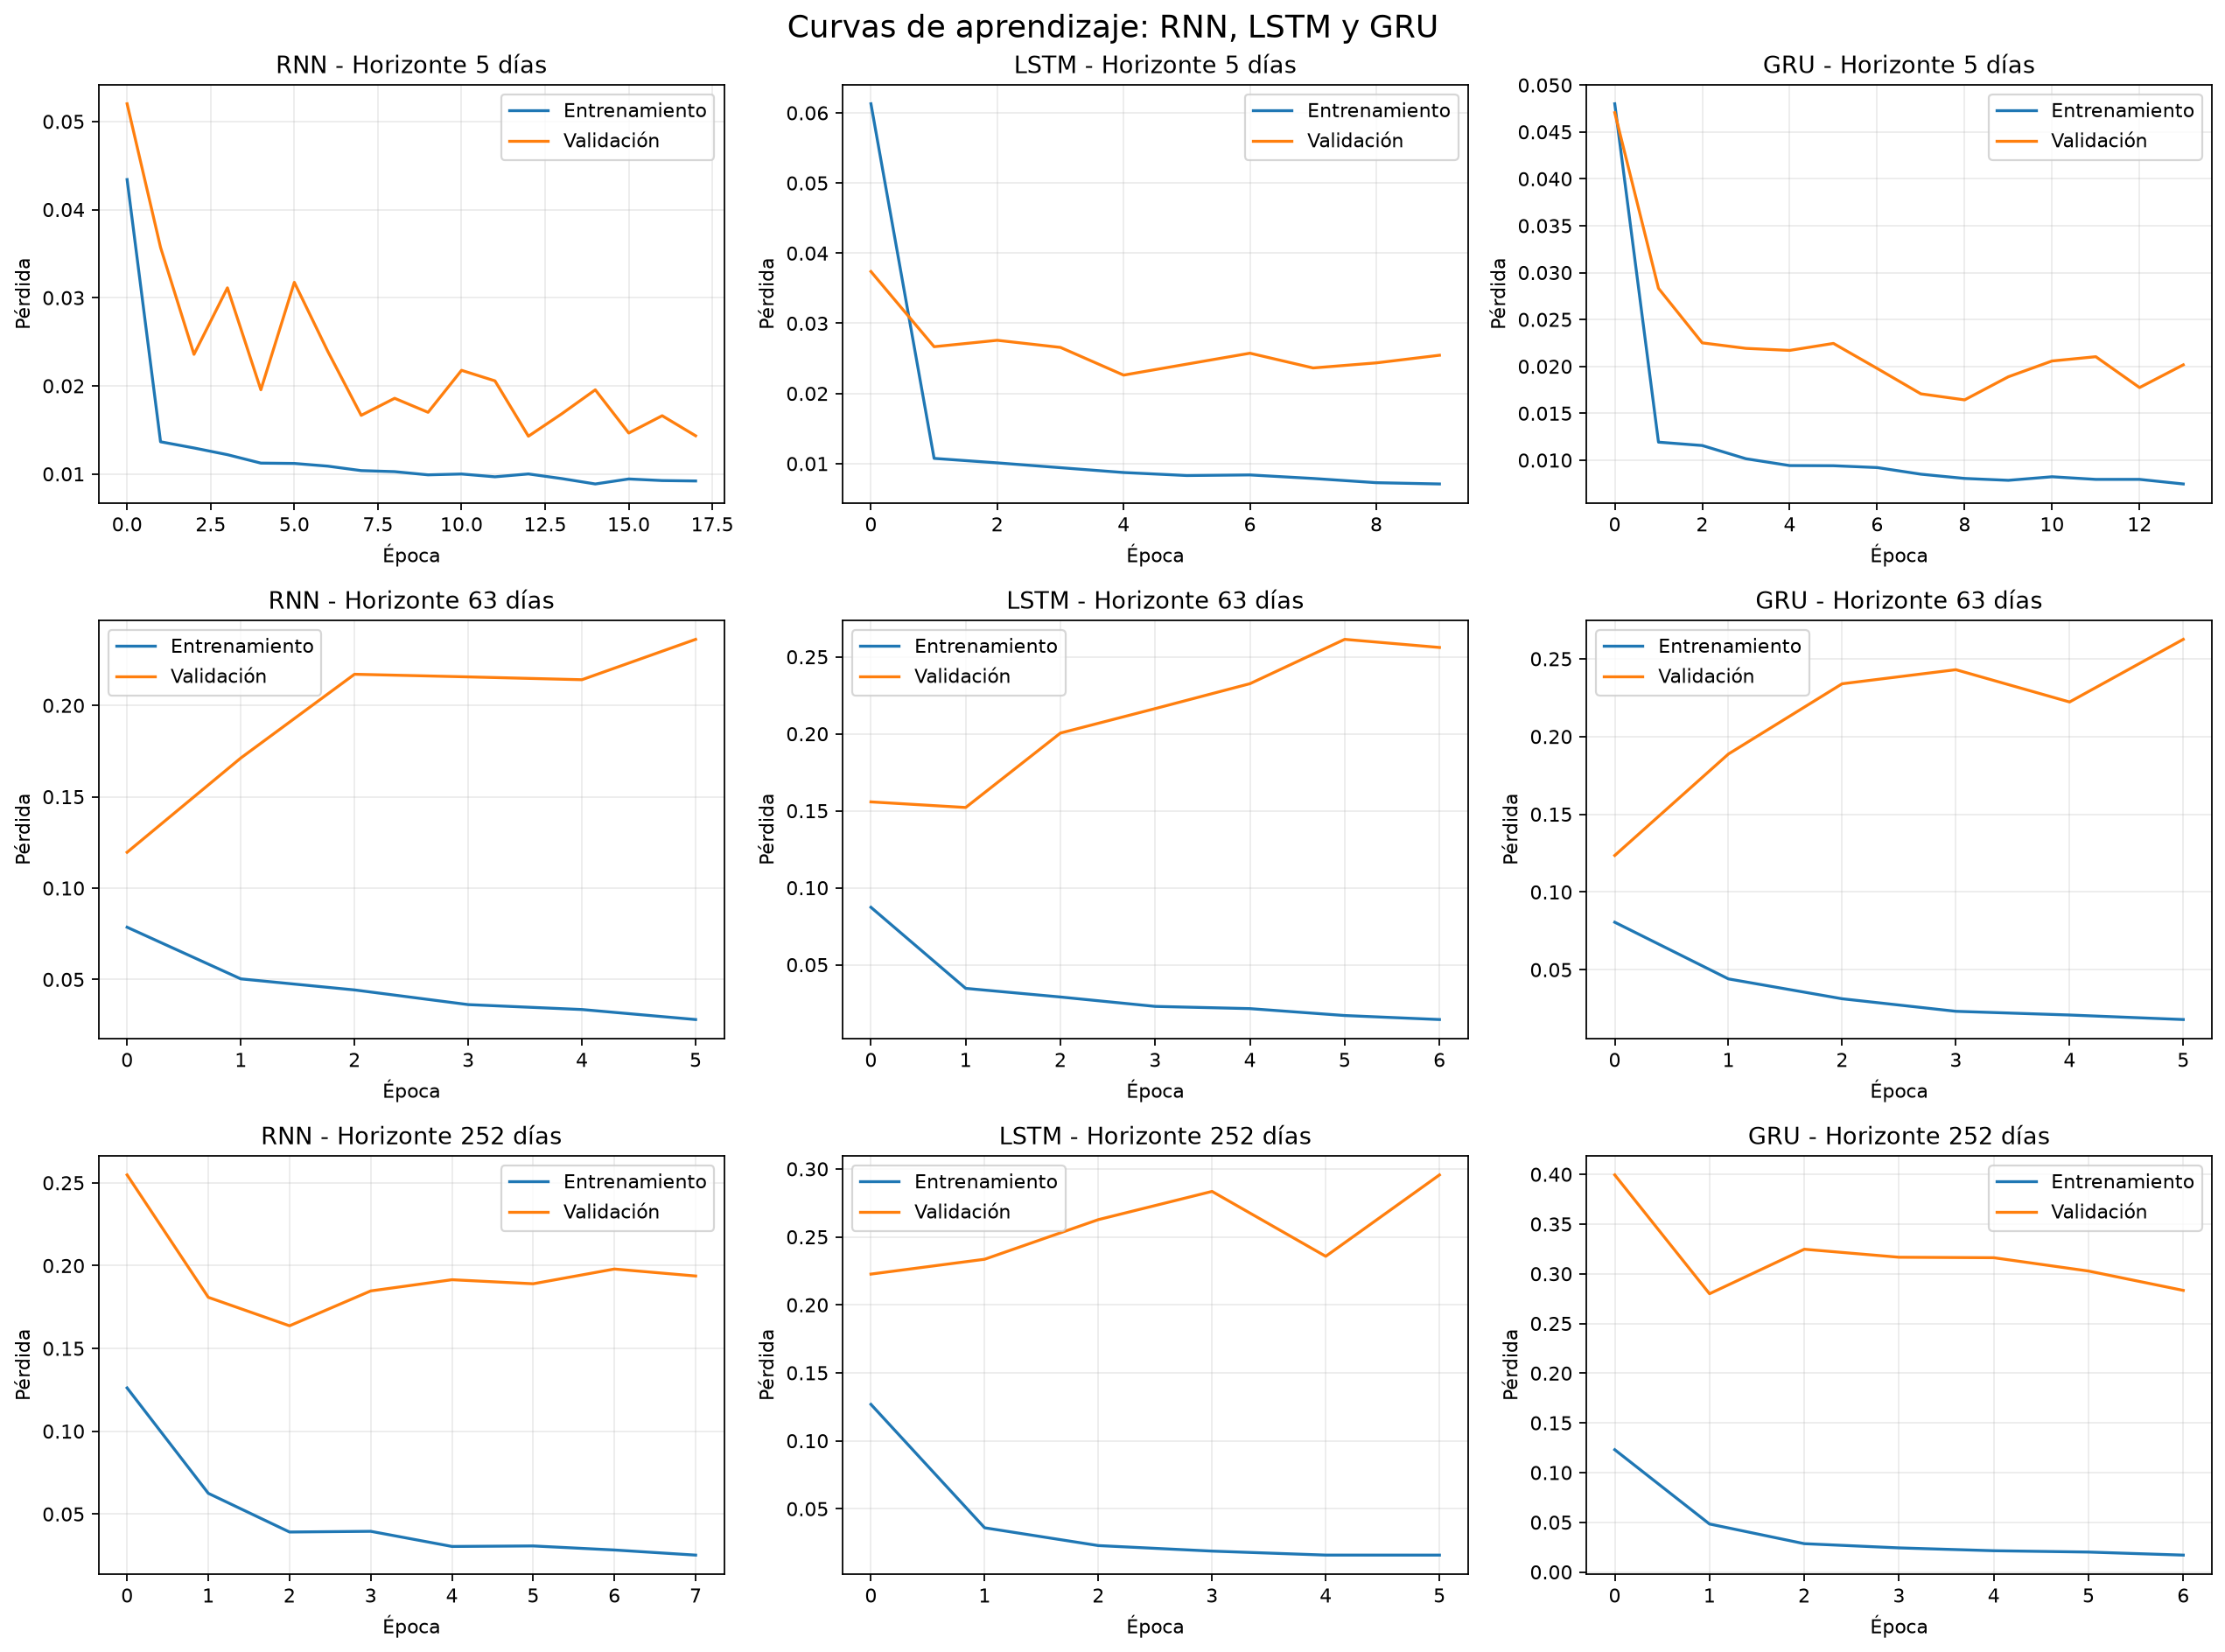 Curvas de aprendizaje: RNN, LSTM y GRU
RNN - Horizonte 5 días
Entrenamiento
Validación
0.05
0.04
0.03
0.02
0.01
Pérdida
0.0 2.5 5.0 7.5 10.0 12.5 15.0 17.5
Época
LSTM - Horizonte 5 días
Entrenamiento
Validación
0.06
0.05
0.04
0.03
0.02
0.01
Pérdida
0 2 4 6 8
Época
GRU - Horizonte 5 días
Entrenamiento
Validación
0.050
0.045
0.040
0.035
0.030
0.025
0.020
0.015
0.010
Pérdida
0 2 4 6 8 10 12
Época
RNN - Horizonte 63 días
Entrenamiento
Validación
0.20
0.15
0.10
0.05
Pérdida
0 1 2 3 4 5
Época
LSTM - Horizonte 63 días
Entrenamiento
Validación
0.25
0.20
0.15
0.10
0.05
Pérdida
0 1 2 3 4 5 6
Época
GRU - Horizonte 63 días
Entrenamiento
Validación
0.25
0.20
0.15
0.10
0.05
Pérdida
0 1 2 3 4 5
Época
RNN - Horizonte 252 días
Entrenamiento
Validación
0.25
0.20
0.15
0.10
0.05
Pérdida
0 1 2 3 4 5 6 7
Época
LSTM - Horizonte 252 días
Entrenamiento
Validación
0.30
0.25
0.20
0.15
0.10
0.05
Pérdida
0 1 2 3 4 5
Época
GRU - Horizonte 252 días
Entrenamiento
Validación
0.40
0.35
0.30
0.25
0.20
0.15
0.10
0.05
0.00
Pérdida
0 1 2 3 4 5 6
Época